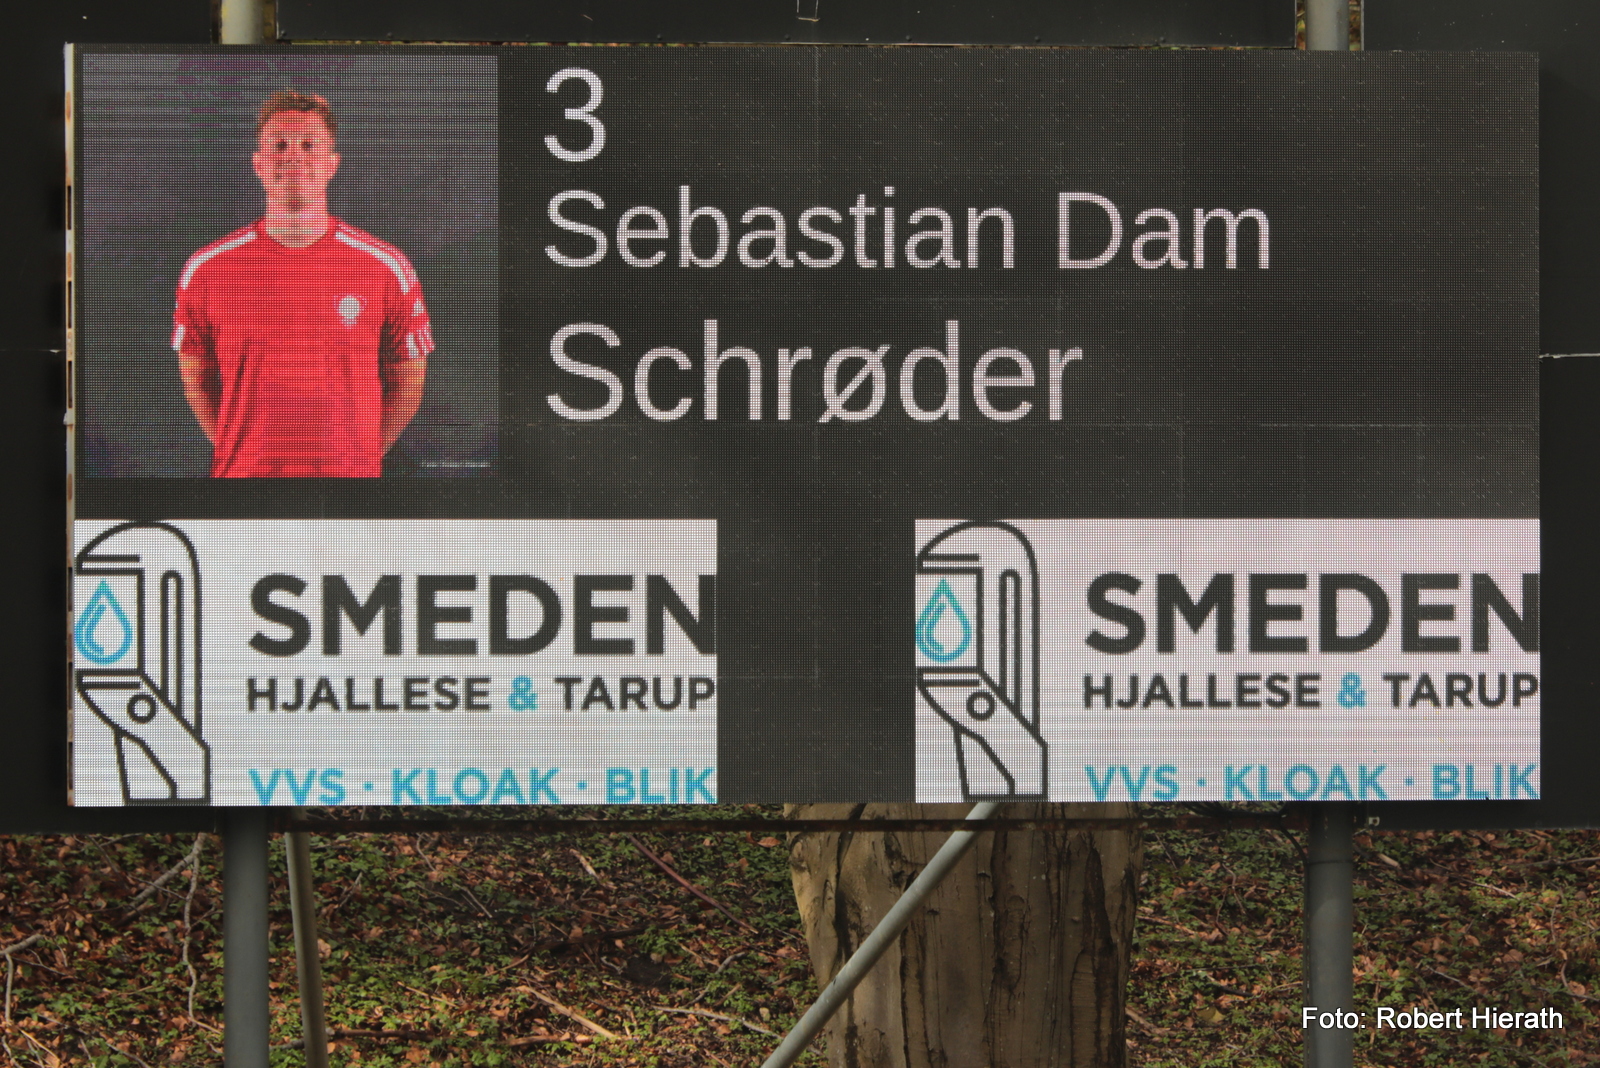 3
Sebastian Dam
Schrøder
SMEDEN
HJALLESE & TARUP
VVS · KLOAK · BLIK
SMEDEN
HJALLESE & TARUP
VVS · KLOAK · BLIK
Foto: Robert Hierath